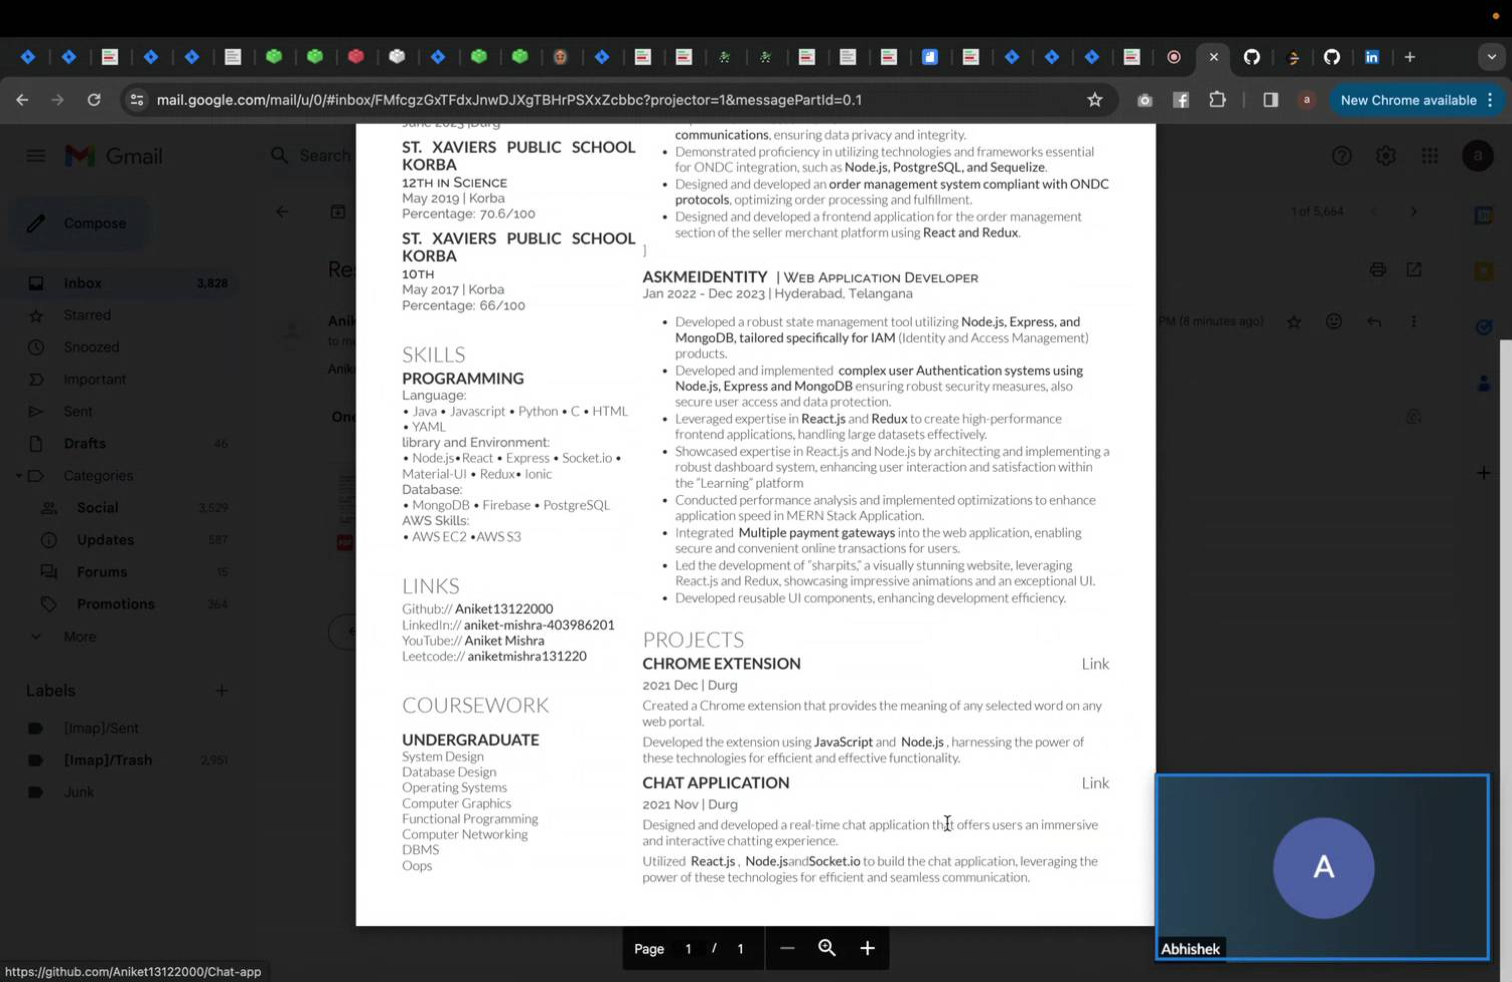 mail.google.com/mail/u/0/#inbox/FMfcgzGxTFdxJnwDJXgTBHrPSXxZcbbc?projector=1&messagePartId=0.1
a
New Chrome available
Gmail
Search
a
Compose
1 of 5,664
Inbox 3,828
Starred
Snoozed
Important
Sent
Drafts 46
Categories
Social 3,529
Updates 587
Forums 15
Promotions 364
More
Labels
[Imap]/Sent
[Imap]/Trash 2,951
Junk
Res
Anik
to m
Anik
One
PM (8 minutes ago)
June 2023 |Durg
ST. XAVIERS PUBLIC SCHOOL
KORBA
12TH IN SCIENCE
May 2019 | Korba
Percentage: 70.6/100
ST. XAVIERS PUBLIC SCHOOL
KORBA
10TH
May 2017 | Korba
Percentage: 66/100
SKILLS
PROGRAMMING
Language:
• Java • Javascript • Python • C • HTML
• YAML
library and Environment:
• Node.js•React • Express • Socket.io •
Material-UI • Redux• Ionic
Database:
• MongoDB • Firebase • PostgreSQL
AWS Skills:
• AWS EC2 •AWS S3
LINKS
Github:// Aniket13122000
LinkedIn:// aniket-mishra-403986201
YouTube:// Aniket Mishra
Leetcode:// aniketmishra131220
COURSEWORK
UNDERGRADUATE
System Design
Database Design
Operating Systems
Computer Graphics
Functional Programming
Computer Networking
DBMS
Oops
communications, ensuring data privacy and integrity.
• Demonstrated proficiency in utilizing technologies and frameworks essential
for ONDC integration, such as Node.js, PostgreSQL, and Sequelize.
• Designed and developed an order management system compliant with ONDC
protocols, optimizing order processing and fulfillment.
• Designed and developed a frontend application for the order management
section of the seller merchant platform using React and Redux.
]
ASKMEIDENTITY | WEB APPLICATION DEVELOPER
Jan 2022 - Dec 2023 | Hyderabad, Telangana
• Developed a robust state management tool utilizing Node.js, Express, and
MongoDB, tailored specifically for IAM (Identity and Access Management)
products.
• Developed and implemented complex user Authentication systems using
Node.js, Express and MongoDB ensuring robust security measures, also
secure user access and data protection.
• Leveraged expertise in React.js and Redux to create high-performance
frontend applications, handling large datasets effectively.
• Showcased expertise in React.js and Node.js by architecting and implementing a
robust dashboard system, enhancing user interaction and satisfaction within
the "Learning" platform
• Conducted performance analysis and implemented optimizations to enhance
application speed in MERN Stack Application.
• Integrated Multiple payment gateways into the web application, enabling
secure and convenient online transactions for users.
• Led the development of "sharpits," a visually stunning website, leveraging
React.js and Redux, showcasing impressive animations and an exceptional UI.
• Developed reusable UI components, enhancing development efficiency.
PROJECTS
CHROME EXTENSION Link
2021 Dec | Durg
Created a Chrome extension that provides the meaning of any selected word on any
web portal.
Developed the extension using JavaScript and Node.js , harnessing the power of
these technologies for efficient and effective functionality.
CHAT APPLICATION Link
2021 Nov | Durg
Designed and developed a real-time chat application that offers users an immersive
and interactive chatting experience.
Utilized React.js , Node.jsandSocket.io to build the chat application, leveraging the
power of these technologies for efficient and seamless communication.
Page 1 / 1
A
Abhishek
https://github.com/Aniket13122000/Chat-app